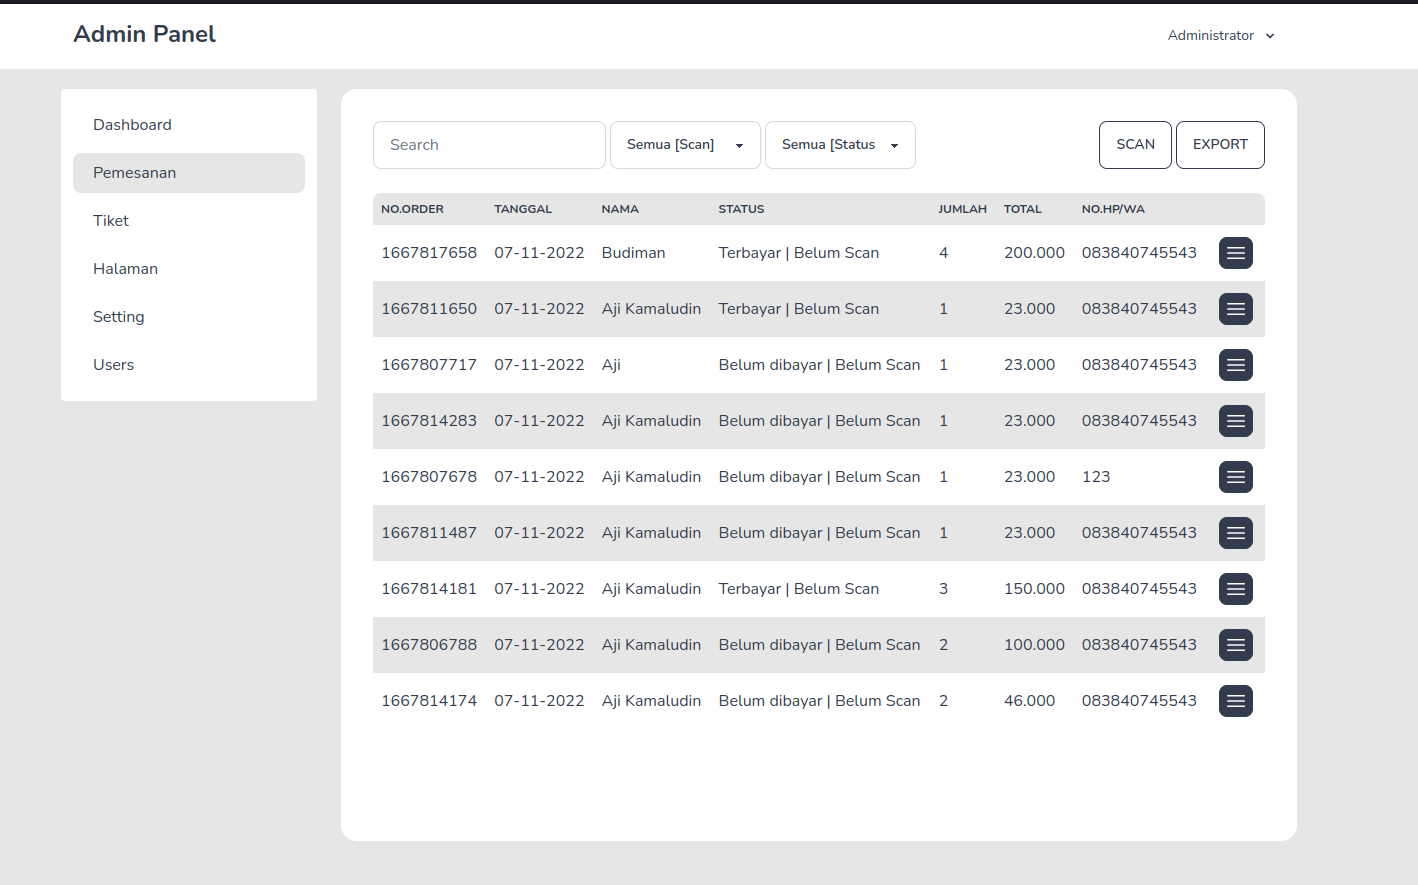 Admin Panel
Administrator
Dashboard
Pemesanan
Tiket
Halaman
Setting
Users
Search
Semua [Scan]
Semua [Status
SCAN
EXPORT
NO.ORDER TANGGAL NAMA STATUS JUMLAH TOTAL NO.HP/WA
1667817658 07-11-2022 Budiman Terbayar | Belum Scan 4 200.000 083840745543
1667811650 07-11-2022 Aji Kamaludin Terbayar | Belum Scan 1 23.000 083840745543
1667807717 07-11-2022 Aji Belum dibayar | Belum Scan 1 23.000 083840745543
1667814283 07-11-2022 Aji Kamaludin Belum dibayar | Belum Scan 1 23.000 083840745543
1667807678 07-11-2022 Aji Kamaludin Belum dibayar | Belum Scan 1 23.000 123
1667811487 07-11-2022 Aji Kamaludin Belum dibayar | Belum Scan 1 23.000 083840745543
1667814181 07-11-2022 Aji Kamaludin Terbayar | Belum Scan 3 150.000 083840745543
1667806788 07-11-2022 Aji Kamaludin Belum dibayar | Belum Scan 2 100.000 083840745543
1667814174 07-11-2022 Aji Kamaludin Belum dibayar | Belum Scan 2 46.000 083840745543